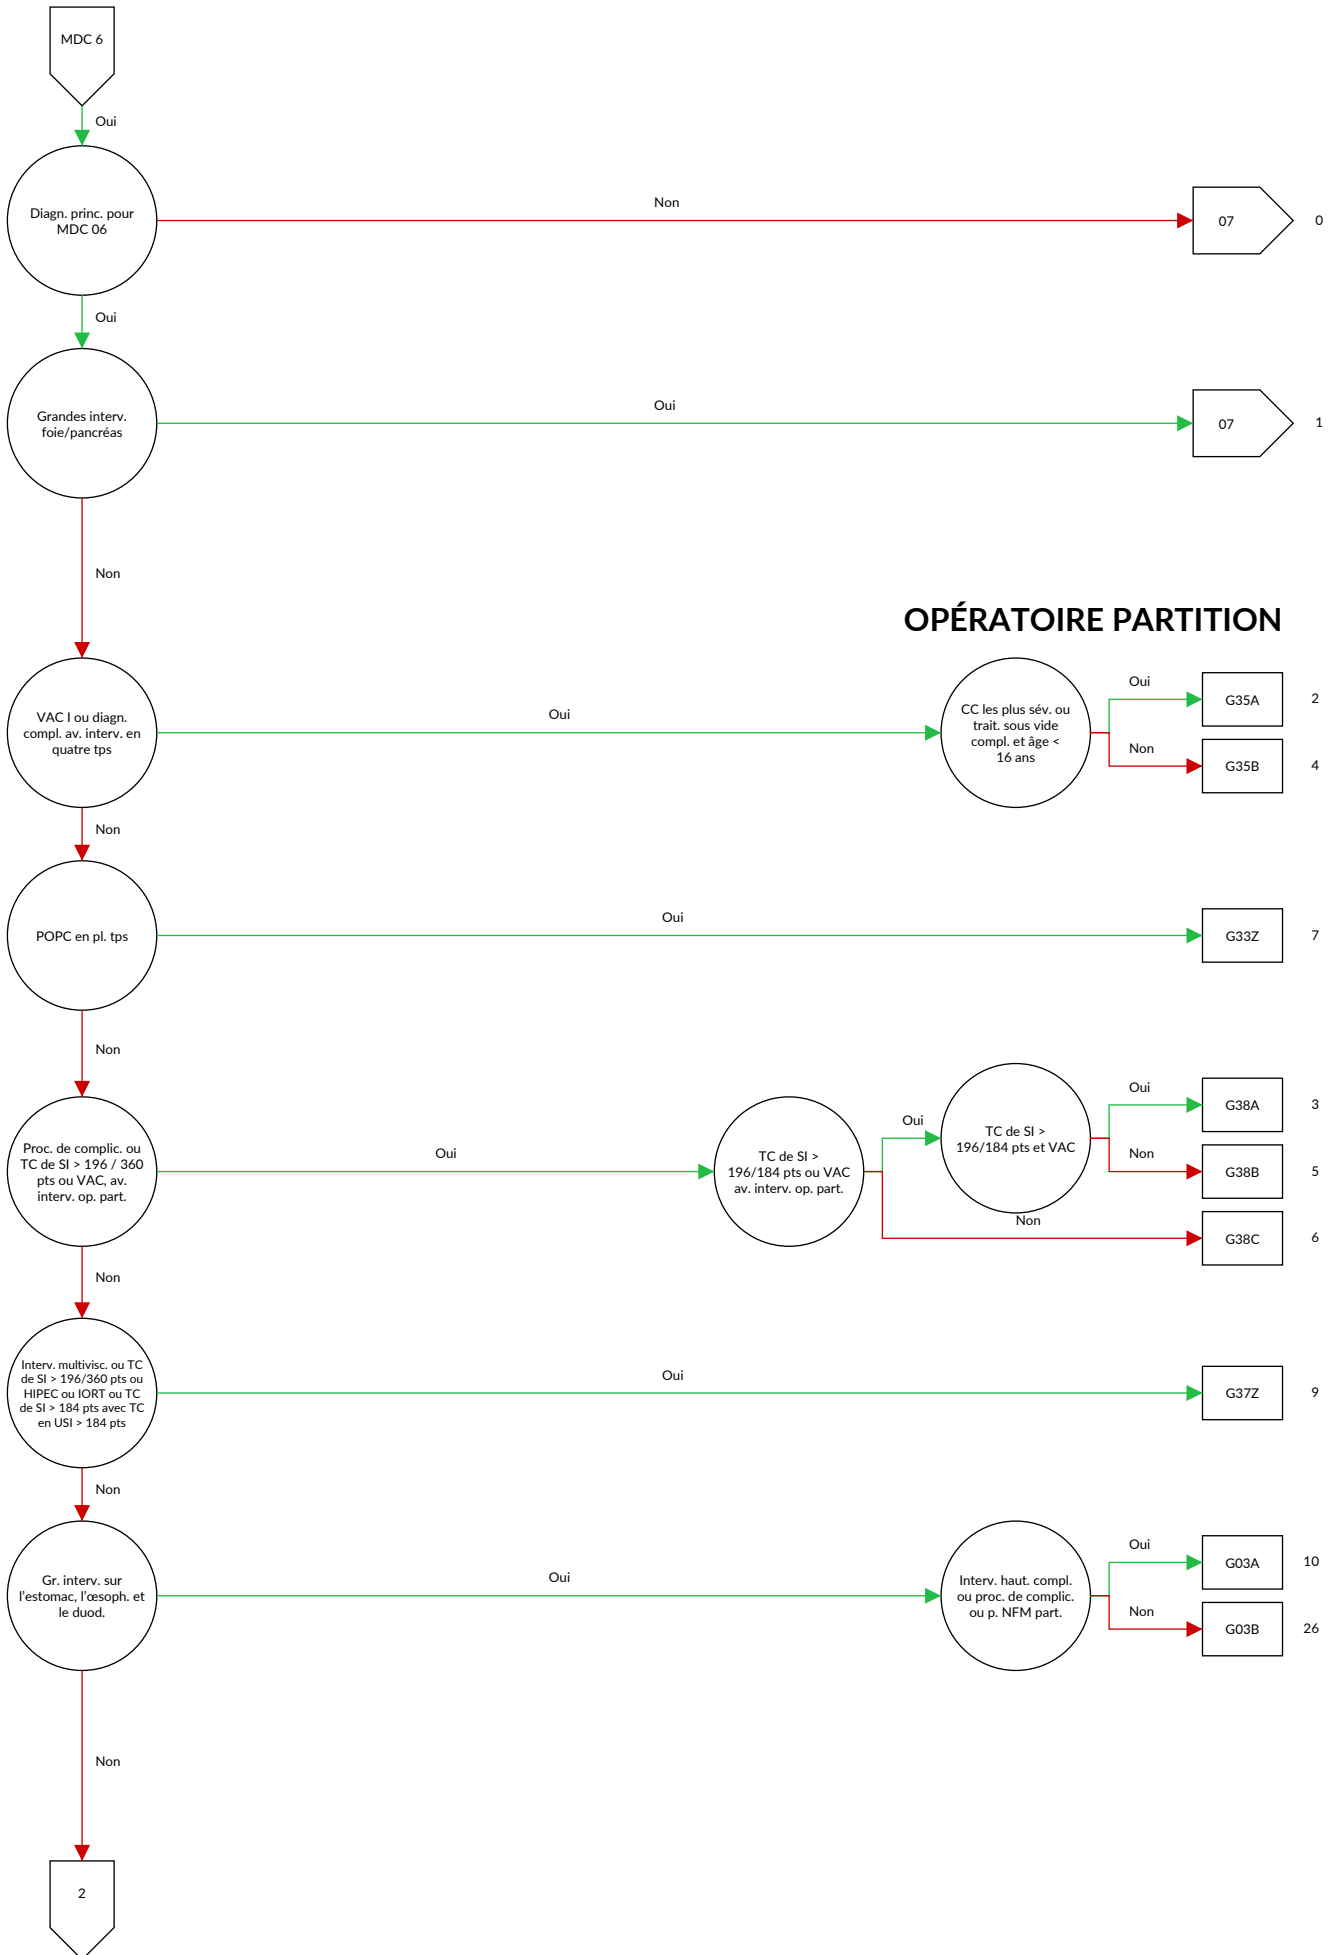 MDC 6
Oui
Diagn. princ. pour
MDC 06
Non
07
0
Oui
Grandes interv.
foie/pancréas
Oui
07
1
Non
OPÉRATOIRE PARTITION
VAC I ou diagn.
compl. av. interv. en
quatre tps
Oui
CC les plus sév. ou
trait. sous vide
compl. et âge <
16 ans
Oui
G35A
2
Non
G35B
4
Non
POPC en pl. tps
Oui
G33Z
7
Non
Proc. de complic. ou
TC de SI > 196 / 360
pts ou VAC, av.
interv. op. part.
Oui
TC de SI >
196/184 pts ou VAC
av. interv. op. part.
Oui
TC de SI >
196/184 pts et VAC
Oui
G38A
3
Non
G38B
5
Non
G38C
6
Non
Interv. multivisc. ou TC
de SI > 196/360 pts ou
HIPEC ou IORT ou TC
de SI > 184 pts avec TC
en USI > 184 pts
Oui
G37Z
9
Non
Gr. interv. sur
l'estomac, l'œsoph. et
le duod.
Oui
Interv. haut. compl.
ou proc. de complic.
ou p. NFM part.
Oui
G03A
10
Non
G03B
26
Non
2